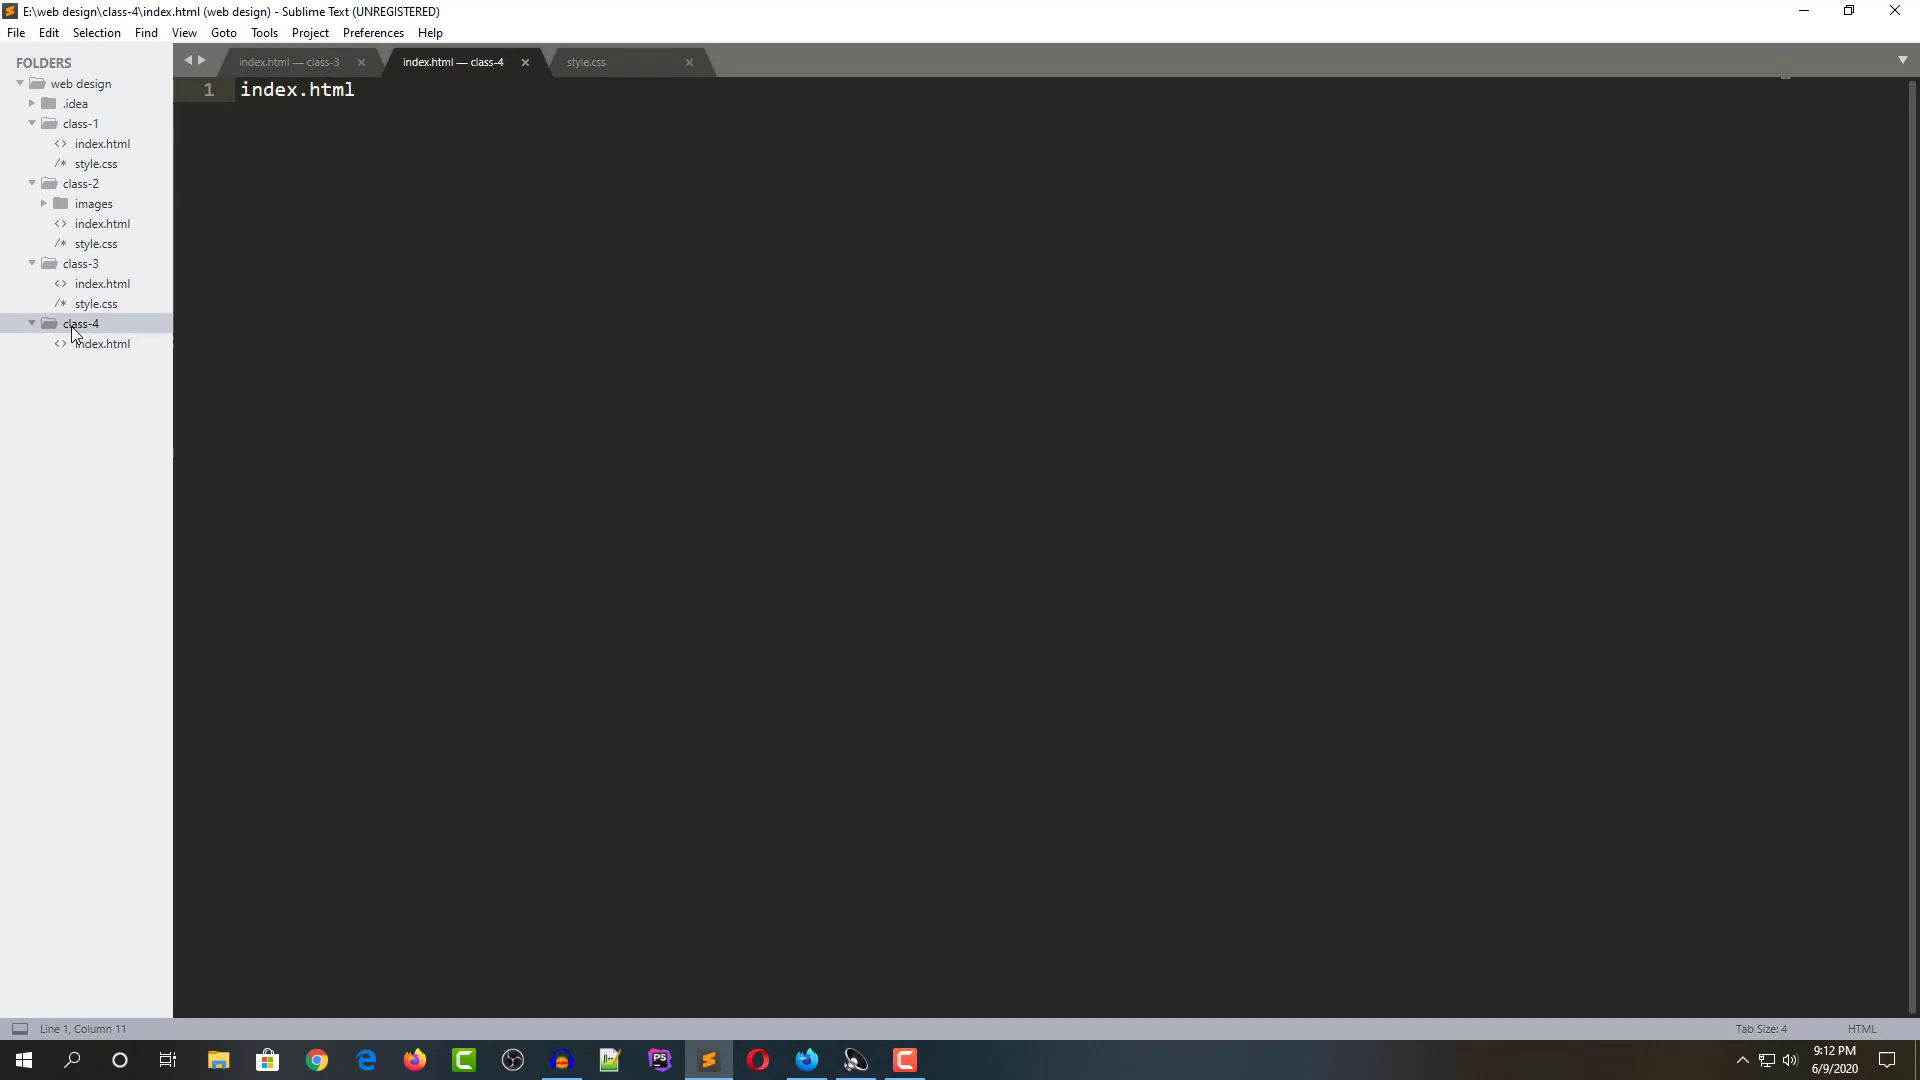 E:\web design\class-4\index.html (web design) - Sublime Text (UNREGISTERED)
File Edit Selection Find View Goto Tools Project Preferences Help
FOLDERS
web design
.idea
class-1
index.html
style.css
class-2
images
index.html
style.css
class-3
index.html
style.css
class-4
index.html
index.html — class-3
index.html — class-4
style.css
1 index.html
Line 1, Column 11
Tab Size: 4
HTML
9:12 PM
6/9/2020